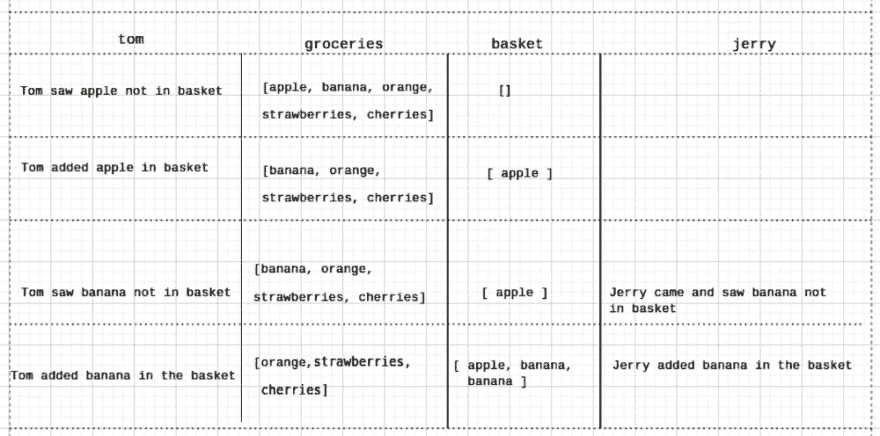 tom groceries basket jerry
Tom saw apple not in basket [apple, banana, orange, [ ]
strawberries, cherries]
Tom added apple in basket [banana, orange, [ apple ]
strawberries, cherries]
[banana, orange,
Tom saw banana not in basket strawberries, cherries] [ apple ] Jerry came and saw banana not
in basket
[orange,strawberries, [ apple, banana, Jerry added banana in the basket
Tom added banana in the basket banana ]
cherries]